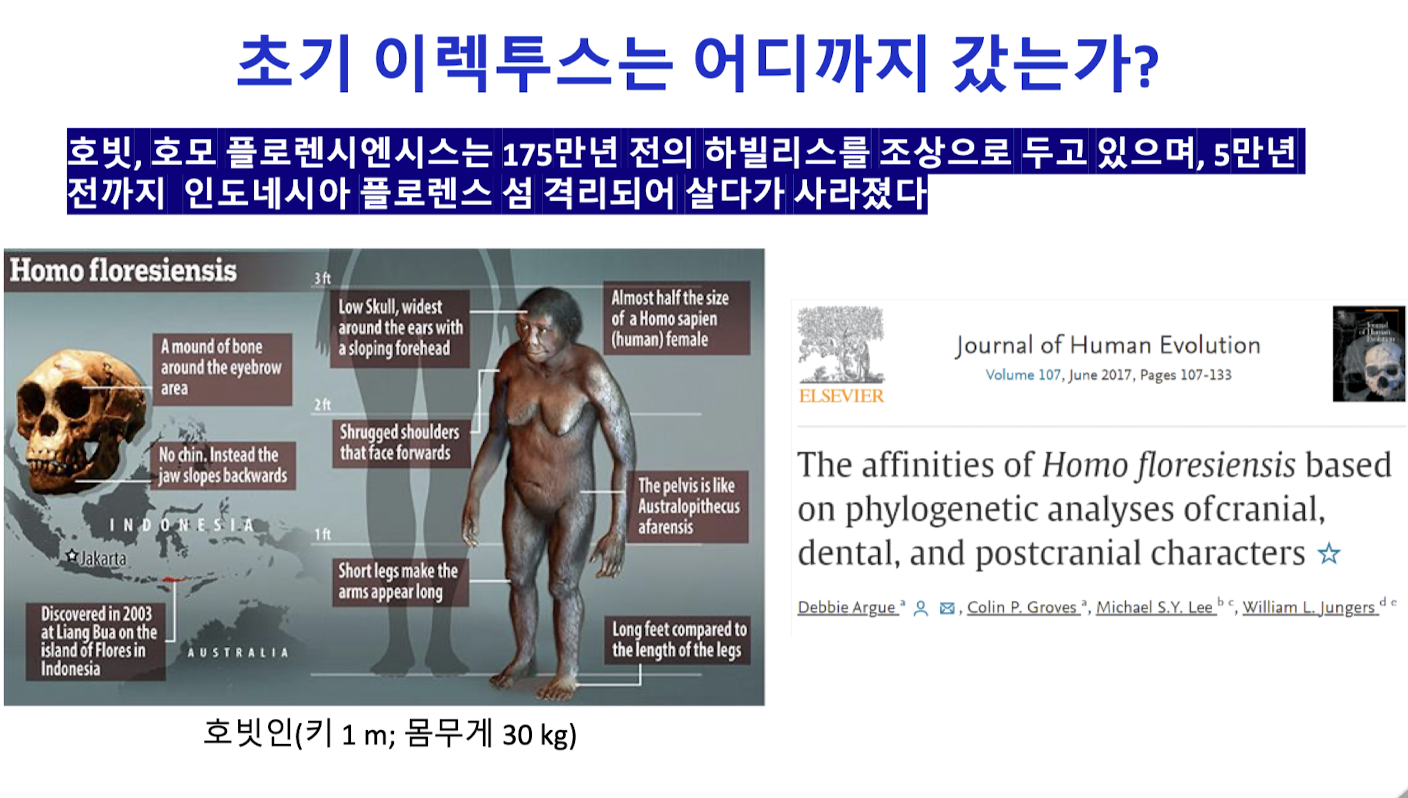 초기 이렉투스는 어디까지 갔는가?
호빗, 호모 플로렌시엔시스는 175만년 전의 하빌리스를 조상으로 두고 있으며, 5만년
전까지 인도네시아 플로렌스 섬 격리되어 살다가 사라졌다
Homo floresiensis
3 ft
Low Skull, widest
around the ears with
a sloping forehead
Almost half the size
of a Homo sapien
(human) female
A mound of bone
around the eyebrow
area
2 ft
Shrugged shoulders
that face forwards
No chin. Instead the
jaw slopes backwards
The pelvis is like
Australopithecus
afarensis
INDONESIA
Jakarta
1 ft
Short legs make the
arms appear long
Discovered in 2003
at Liang Bua on the
island of Flores in
Indonesia
AUSTRALIA
Long feet compared to
the length of the legs
호빗인(키 1 m; 몸무게 30 kg)
ELSEVIER
Journal of Human Evolution
Volume 107, June 2017, Pages 107-133
Journal
of Human
Evolution
The affinities of Homo floresiensis based
on phylogenetic analyses ofcranial,
dental, and postcranial characters ☆
Debbie Argue a, Colin P. Groves a, Michael S.Y. Lee b c, William L. Jungers d e